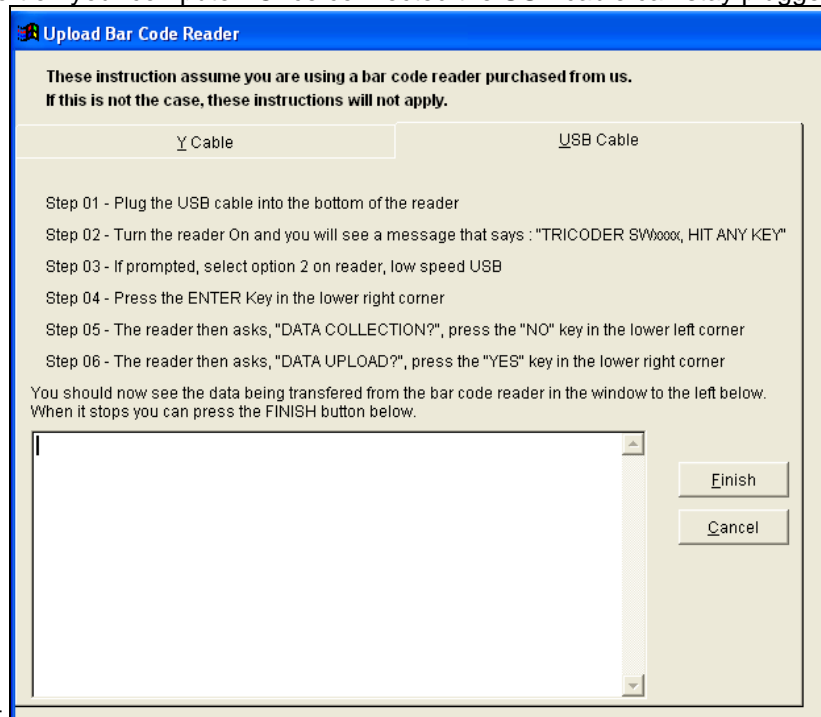 Upload Bar Code Reader
These instruction assume you are using a bar code reader purchased from us.
If this is not the case, these instructions will not apply.
Y Cable
USB Cable
Step 01 - Plug the USB cable into the bottom of the reader
Step 02 - Turn the reader On and you will see a message that says : "TRICODER SWxxxx, HIT ANY KEY"
Step 03 - If prompted, select option 2 on reader, low speed USB
Step 04 - Press the ENTER Key in the lower right corner
Step 05 - The reader then asks, "DATA COLLECTION?", press the "NO" key in the lower left corner
Step 06 - The reader then asks, "DATA UPLOAD?", press the "YES" key in the lower right corner
You should now see the data being transfered from the bar code reader in the window to the left below.
When it stops you can press the FINISH button below.
Finish
Cancel